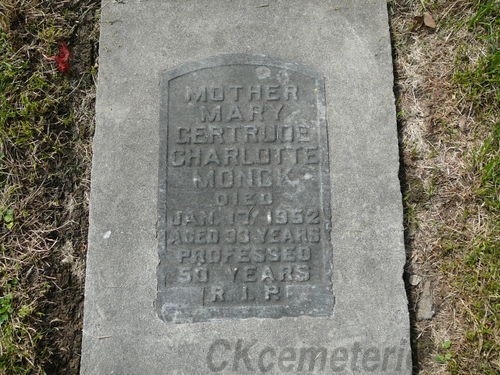 MOTHER
MARY
GERTRUDE
CHARLOTTE
MONCK
DIED
JAN. 17, 1952
AGED 93 YEARS
PROFESSED
50 YEARS
R.I.P.
CKcemeteri